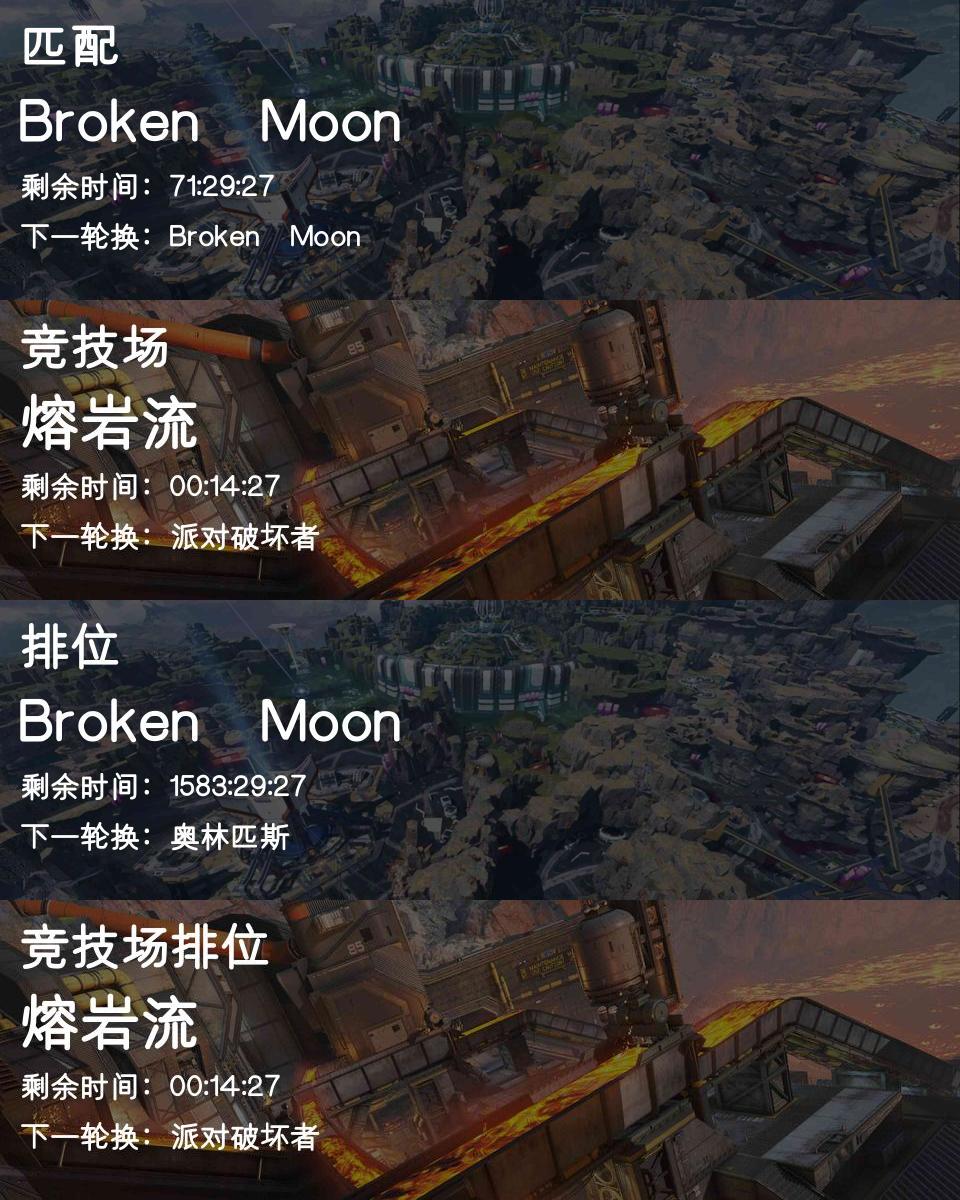 匹配
Broken Moon
剩余时间：71:29:27
下一轮换：Broken Moon
竞技场
熔岩流
85
剩余时间：00:14:27
下一轮换：派对破坏者
排位
Broken Moon
剩余时间：1583:29:27
下一轮换：奥林匹斯
竞技场排位
熔岩流
85
剩余时间：00:14:27
下一轮换：派对破坏者